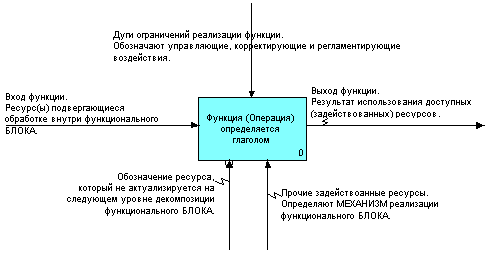 Дуги ограничений реализации функции.
Обозначают управляющие, корректирующие и регламентирующие
воздействия.
Вход функции.
Ресурс(ы) подвергающиеся
обработке внутри функционального
БЛОКА.
Функция (Операция)
определяется
глаголом
0
Выход функции.
Результат использования доступных
(задействованных) ресурсов.
Обозначение ресурса,
который не актуализируется на
следующем уровне декомпозиции
функционального БЛОКА.
Прочие задействоанные ресурсы.
Определяют МЕХАНИЗМ реализации
функционального БЛОКА.